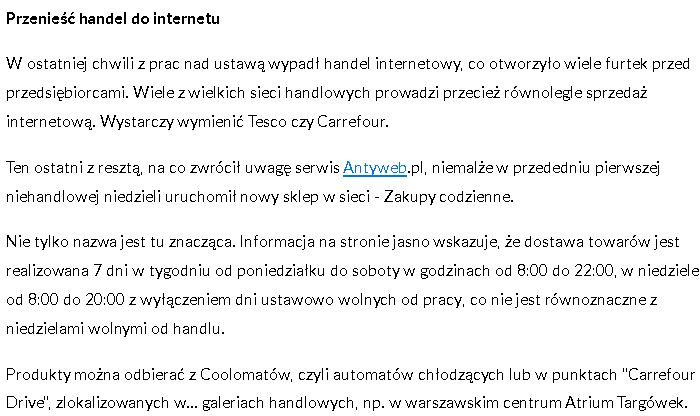 Przenieść handel do internetu
W ostatniej chwili z prac nad ustawą wypadł handel internetowy, co otworzyło wiele furtek przed
przedsiębiorcami. Wiele z wielkich sieci handlowych prowadzi przecież równolegle sprzedaż
internetową. Wystarczy wymienić Tesco czy Carrefour.
Ten ostatni z resztą, na co zwrócił uwagę serwis Antyweb.pl, niemalże w przededniu pierwszej
niehandlowej niedzieli uruchomił nowy sklep w sieci - Zakupy codzienne.
Nie tylko nazwa jest tu znacząca. Informacja na stronie jasno wskazuje, że dostawa towarów jest
realizowana 7 dni w tygodniu od poniedziałku do soboty w godzinach od 8:00 do 22:00, w niedziele
od 8:00 do 20:00 z wyłączeniem dni ustawowo wolnych od pracy, co nie jest równoznaczne z
niedzielami wolnymi od handlu.
Produkty można odbierać z Coolomatów, czyli automatów chłodzących lub w punktach "Carrefour
Drive", zlokalizowanych w... galeriach handlowych, np. w warszawskim centrum Atrium Targówek.